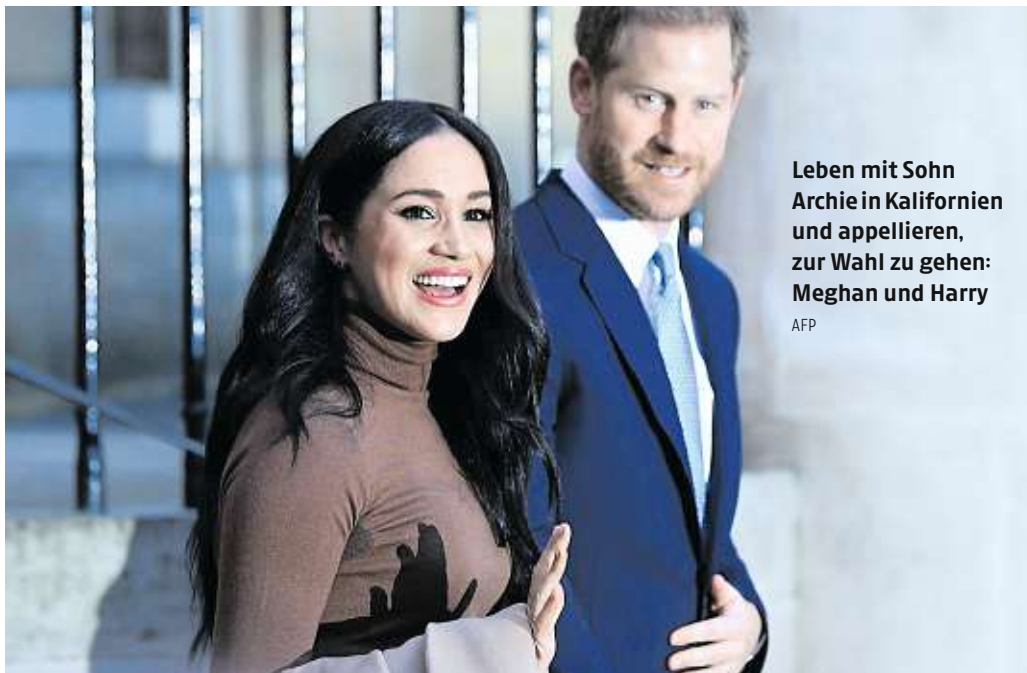 Leben mit Sohn
Archie in Kalifornien
und appellieren,
zur Wahl zu gehen:
Meghan und Harry
AFP